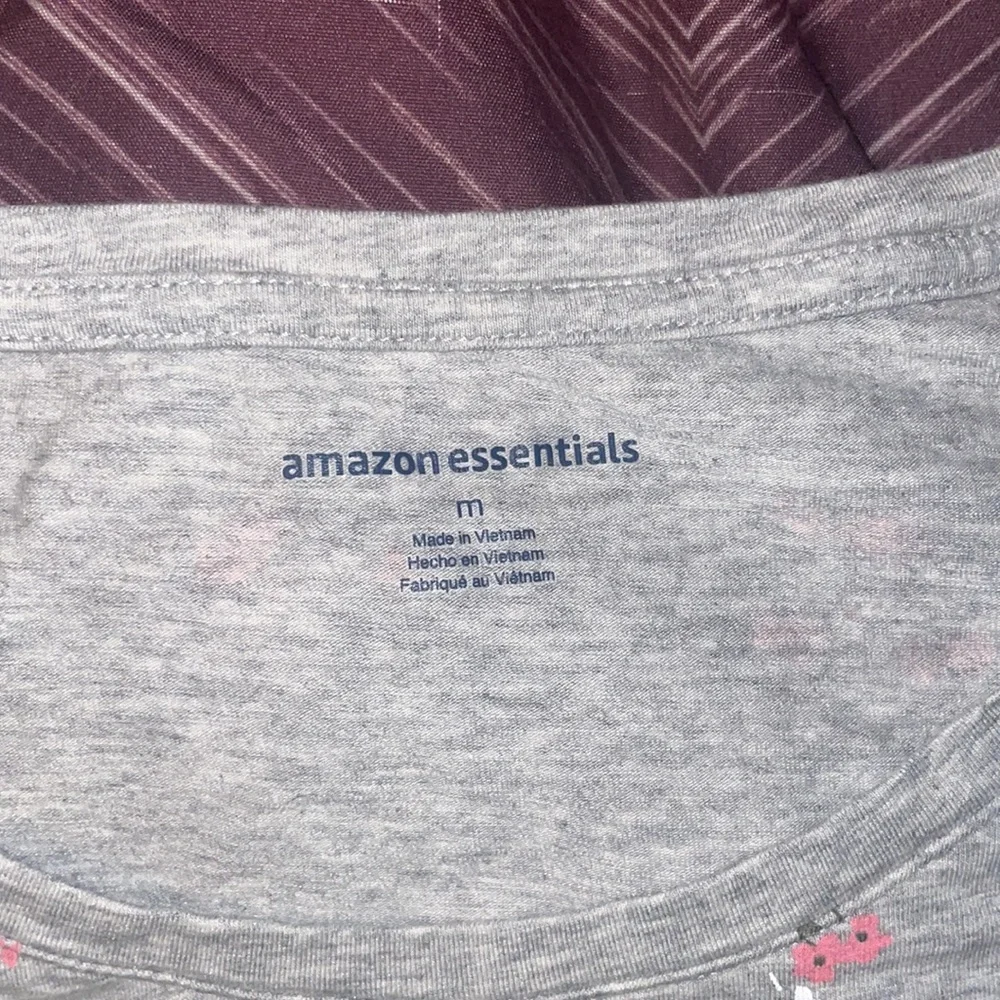 amazon essentials
m
Made in Vietnam
Hecho en Vietnam
Fabriqué au Viêtnam